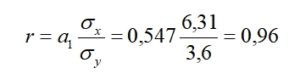 r = a₁ σₓ/σᵧ = 0,547 6,31/3,6 = 0,96